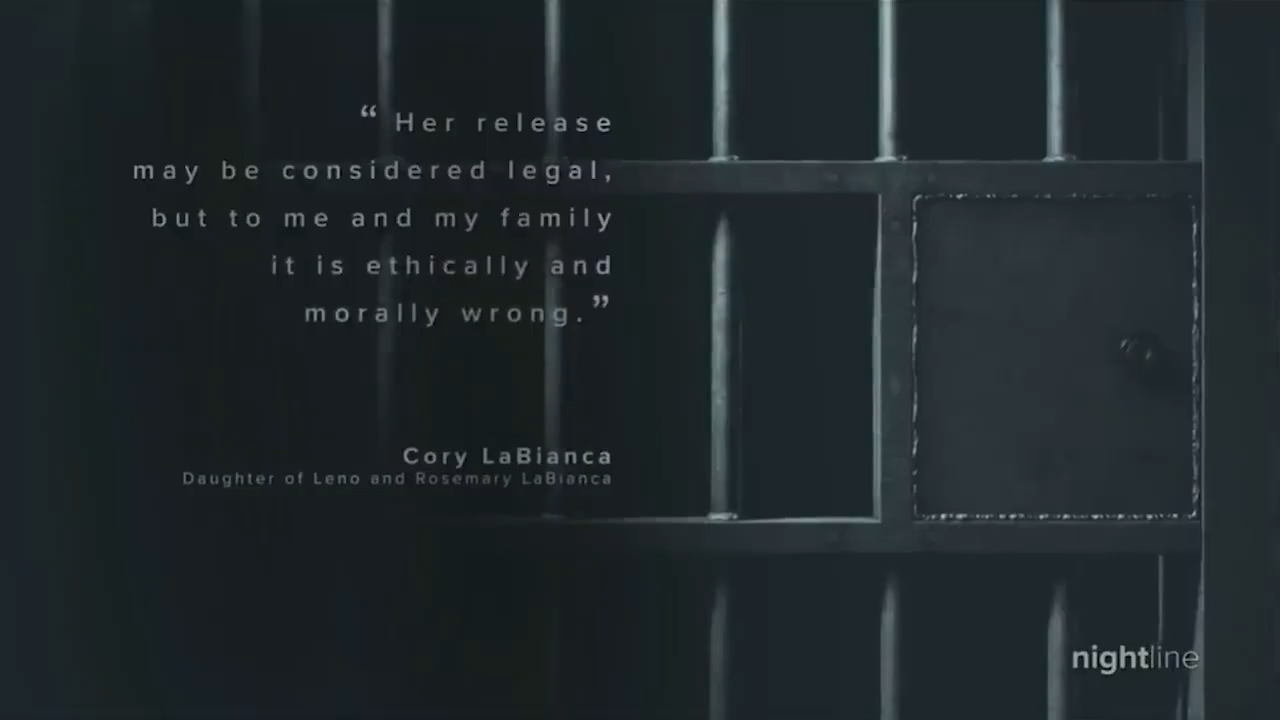 “ Her release
may be considered legal,
but to me and my family
it is ethically and
morally wrong.”
Cory LaBianca
Daughter of Leno and Rosemary LaBianca
nightline